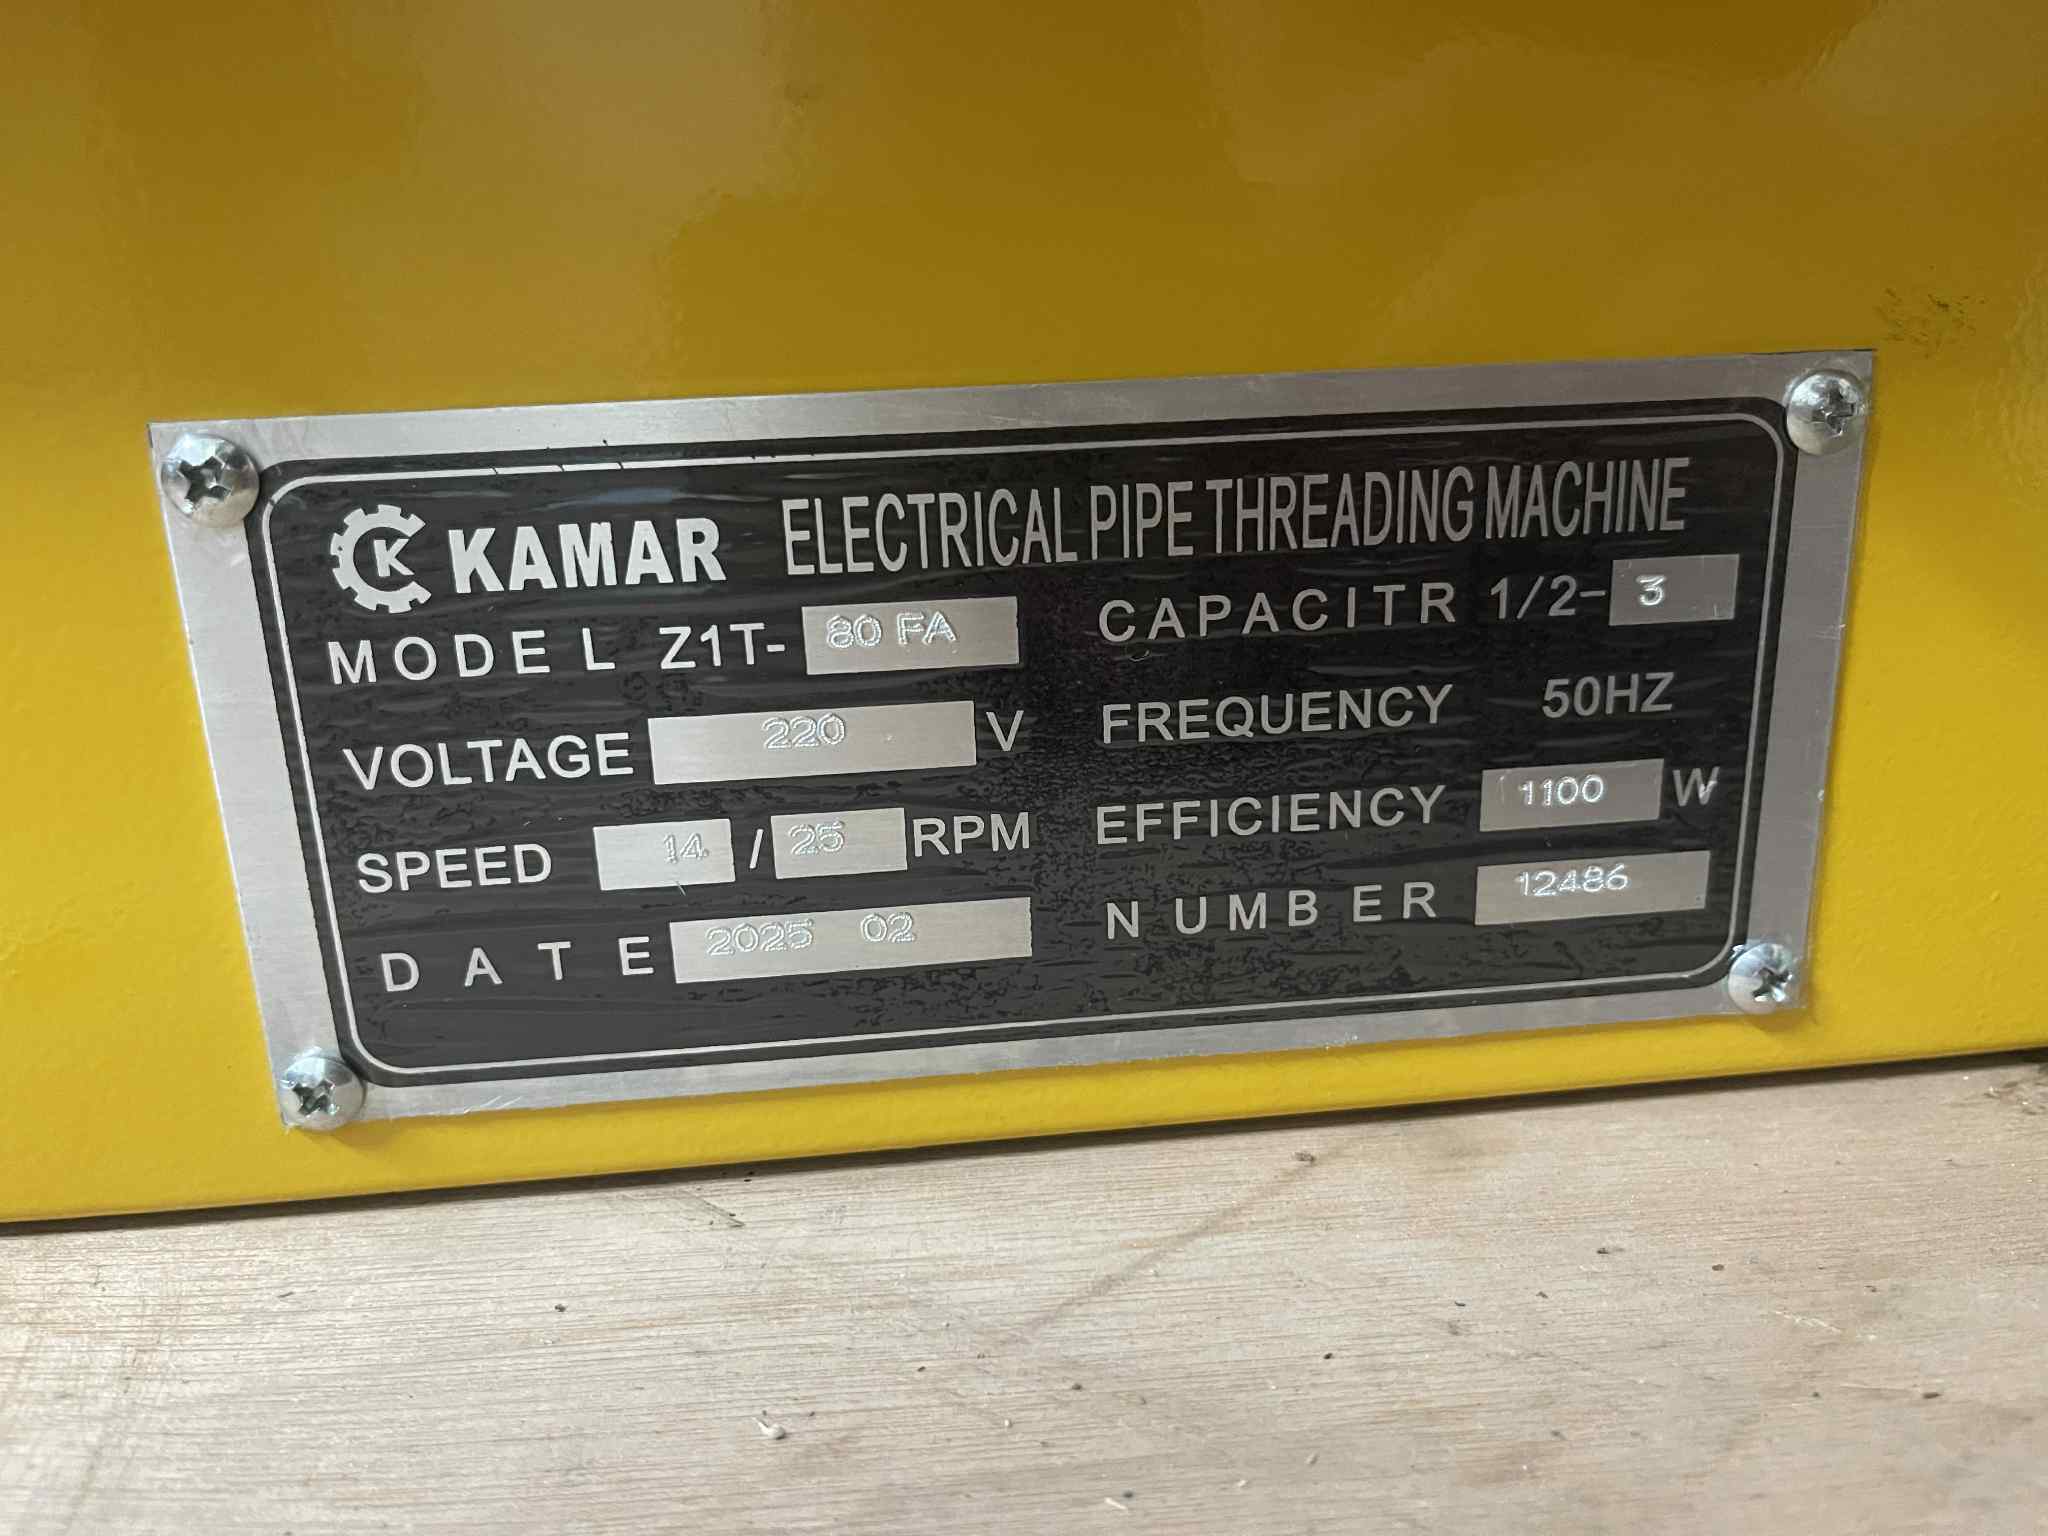 K KAMAR ELECTRICAL PIPE THREADING MACHINE
MODEL Z1T-80 FA CAPACITR 1/2-3
VOLTAGE 220 V FREQUENCY 50HZ
SPEED 14 / 25 RPM EFFICIENCY 1100 W
DATE 2025 02 NUMBER 12486